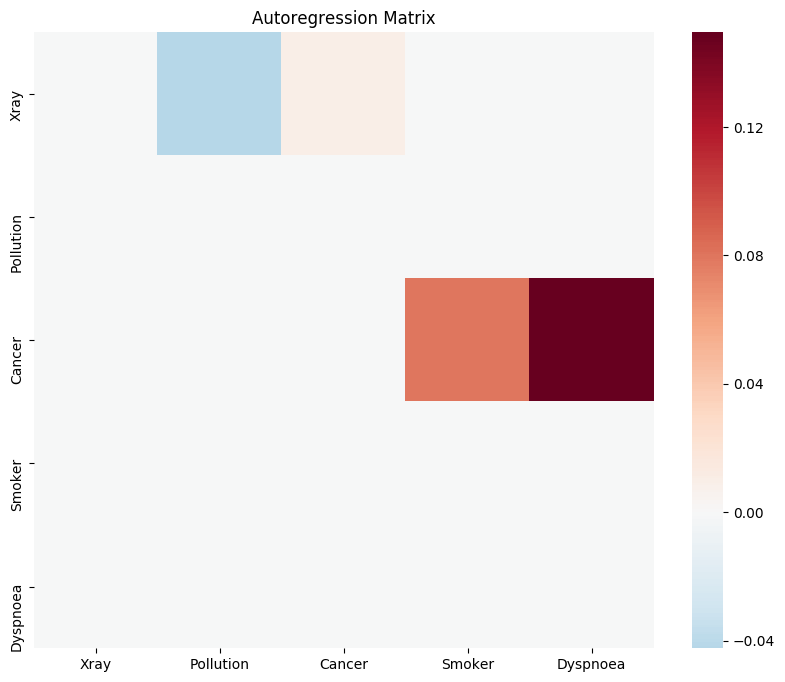 Autoregression Matrix
Xray
Pollution
Cancer
Smoker
Dyspnoea
Xray Pollution Cancer Smoker Dyspnoea
0.12
0.08
0.04
0.00
−0.04